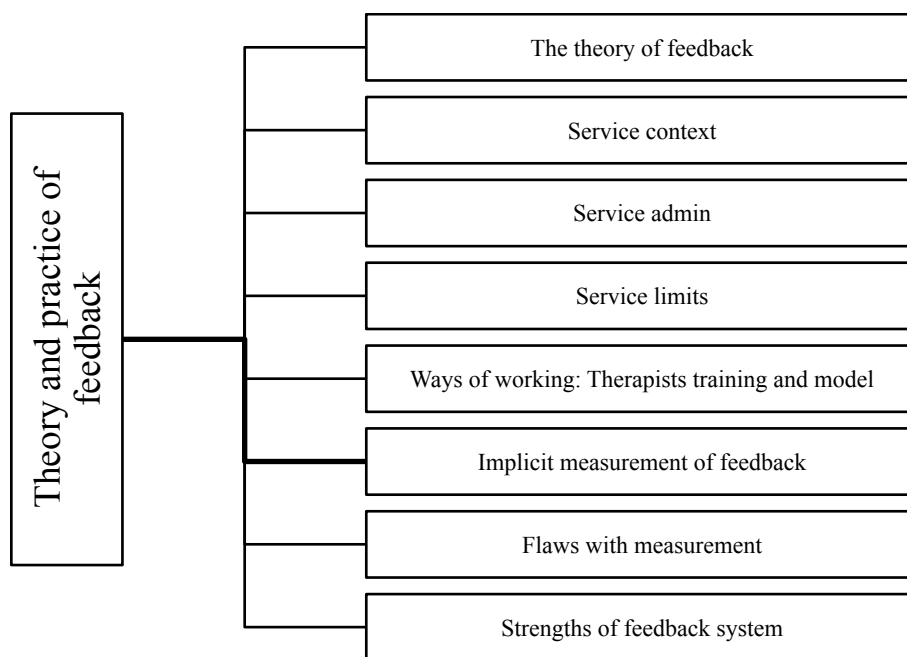 Theory and practice of
feedback
The theory of feedback
Service context
Service admin
Service limits
Ways of working: Therapists training and model
Implicit measurement of feedback
Flaws with measurement
Strengths of feedback system